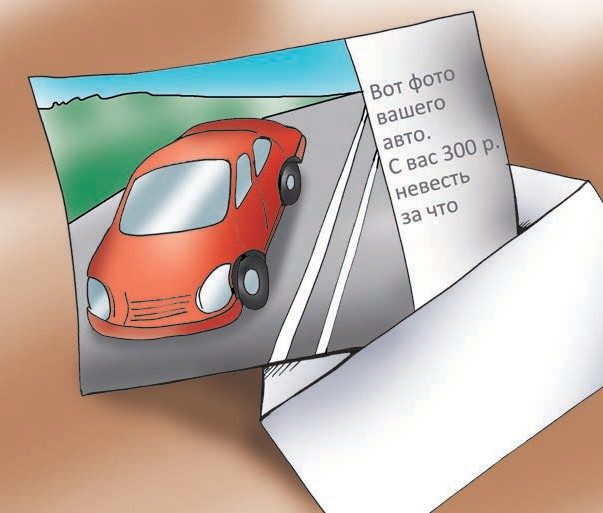 Вот фото
вашего
авто.
С вас 300 р.
невесть
за что